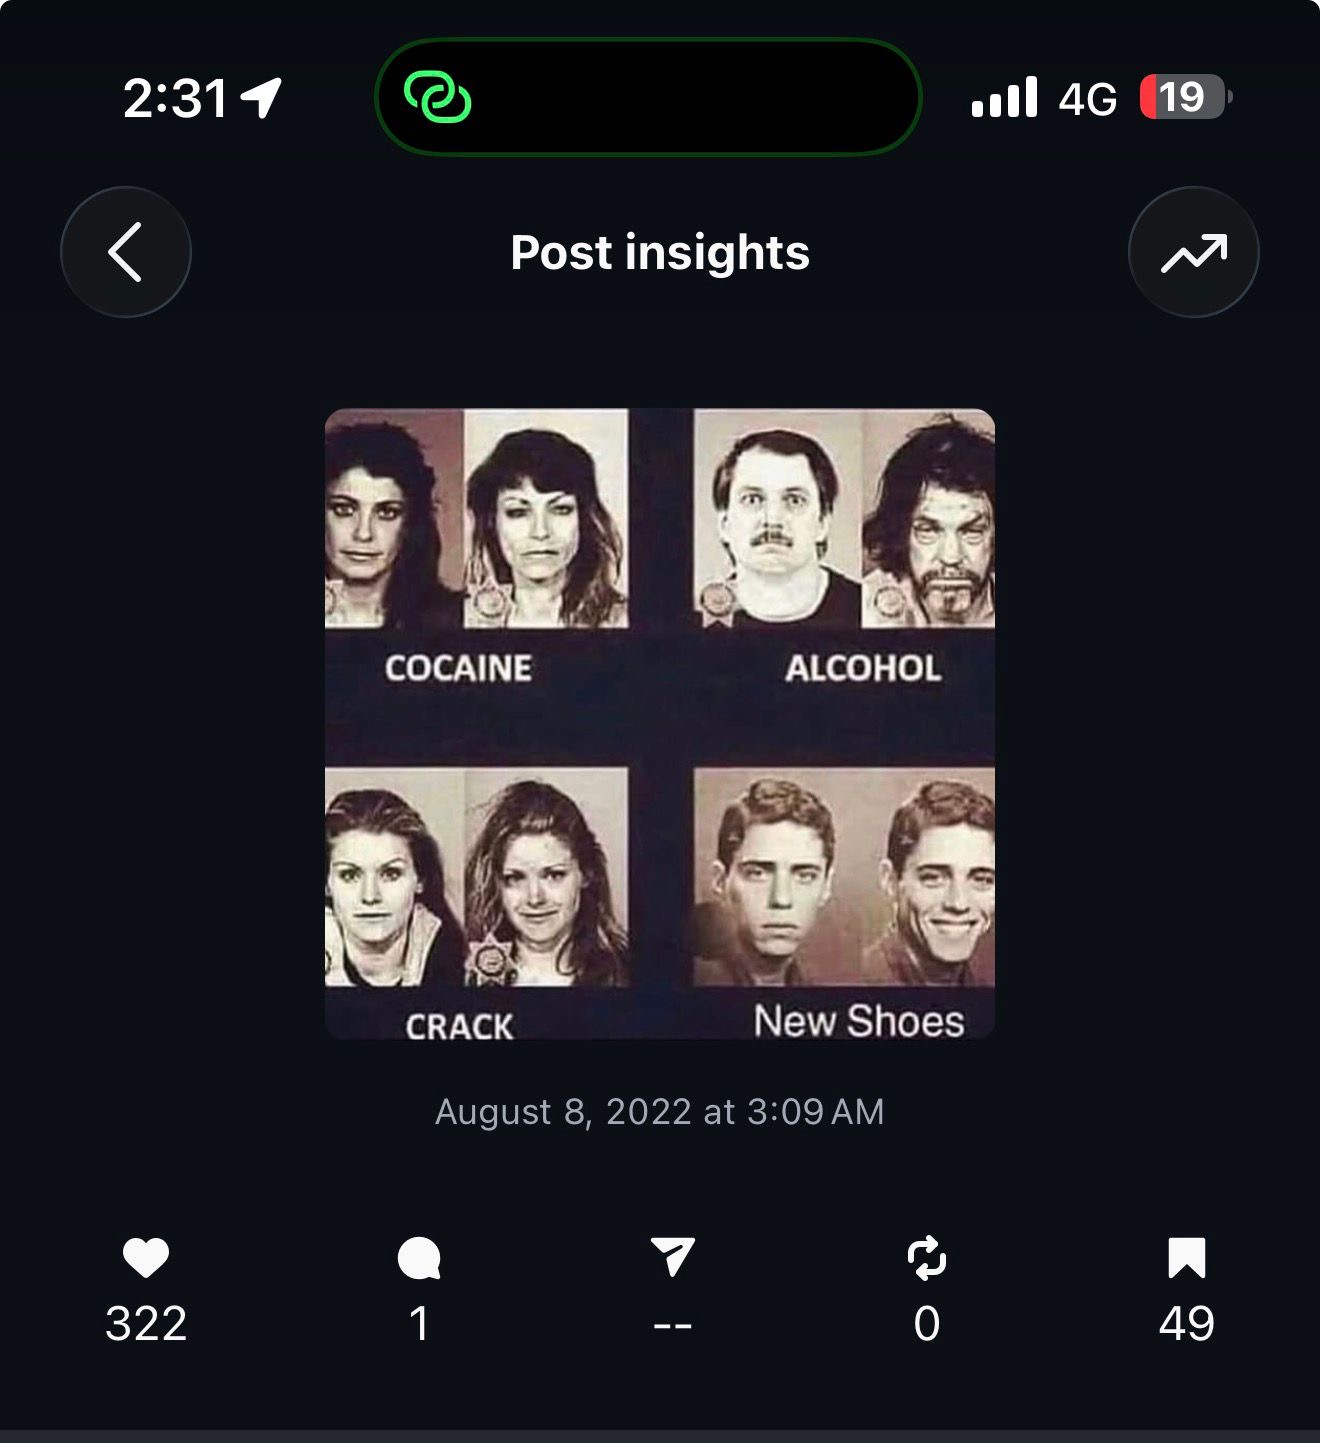 2:31 4G 19
Post insights
COCAINE ALCOHOL
CRACK New Shoes
August 8, 2022 at 3:09 AM
322 1 -- 0 49